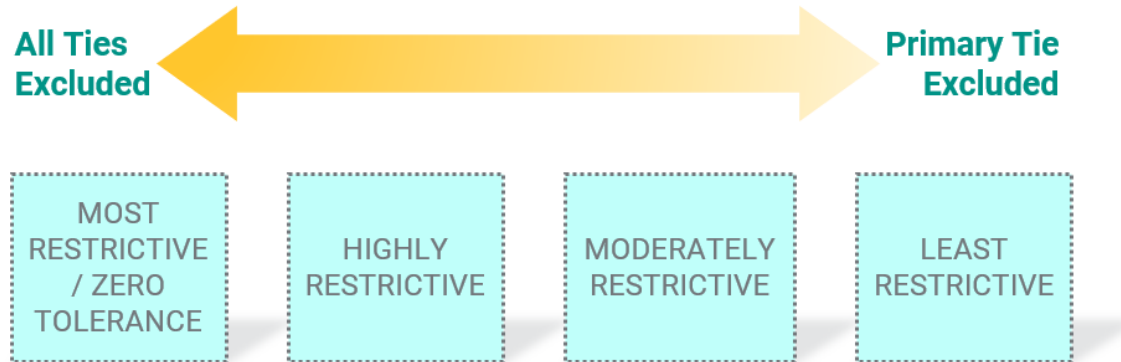 All Ties
Excluded
Primary Tie
Excluded
MOST
RESTRICTIVE
/ ZERO
TOLERANCE
HIGHLY
RESTRICTIVE
MODERATELY
RESTRICTIVE
LEAST
RESTRICTIVE